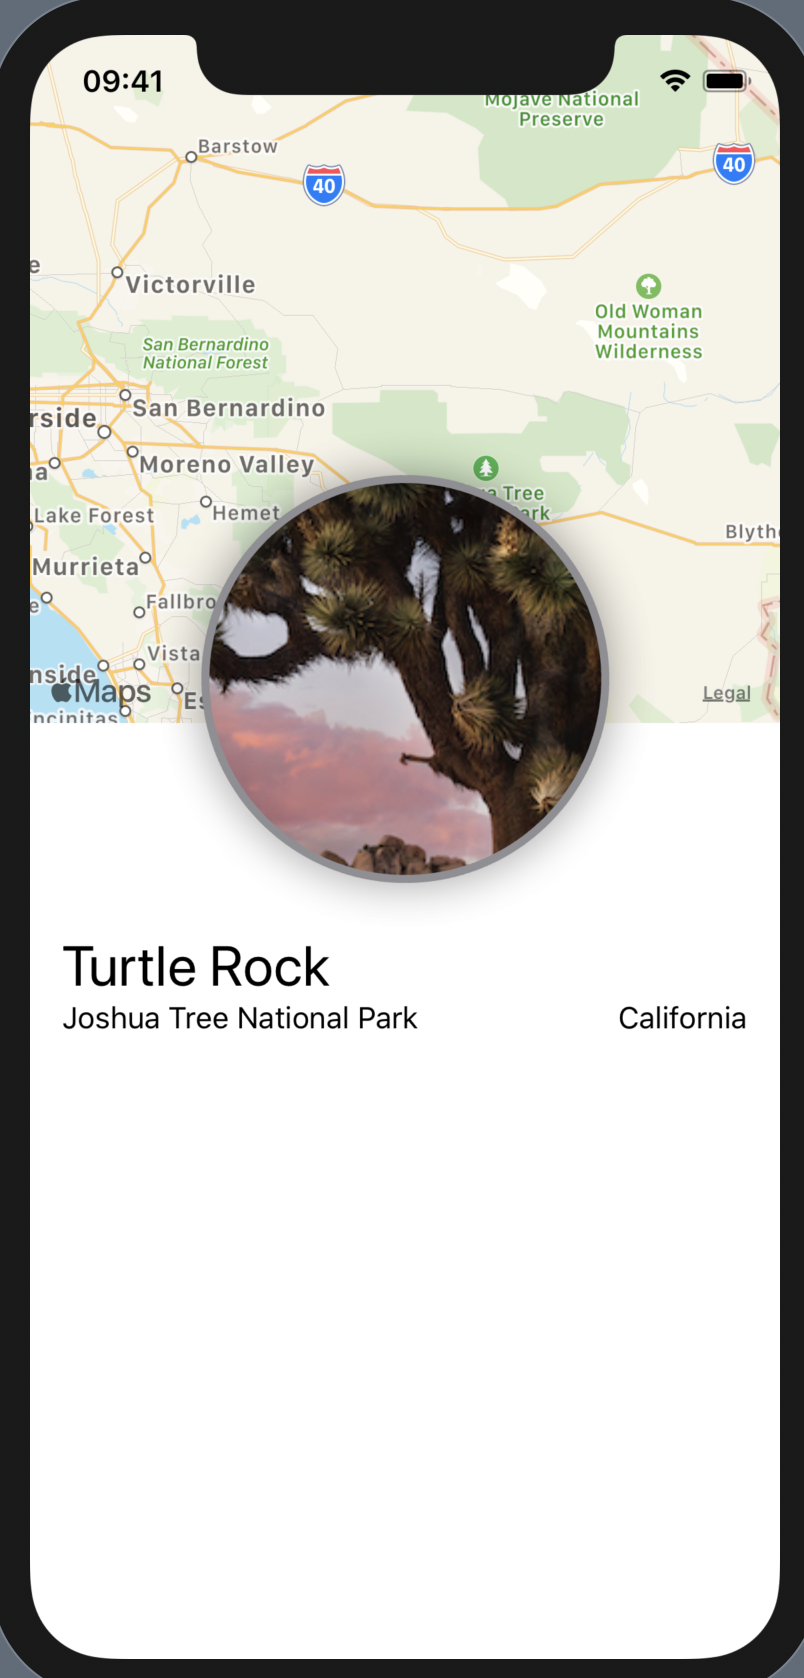 09:41
Mojave National
Preserve
Barstow
40
40
e
Victorville
Old Woman
Mountains
Wilderness
San Bernardino
National Forest
San Bernardino
rside
Moreno Valley
a Tree
ark
Lake Forest
Hemet
Blythe
Murrieta
Fallbro
e
Vista
nside
Maps
Es
Legal
ncinitas
Turtle Rock
Joshua Tree National Park
California